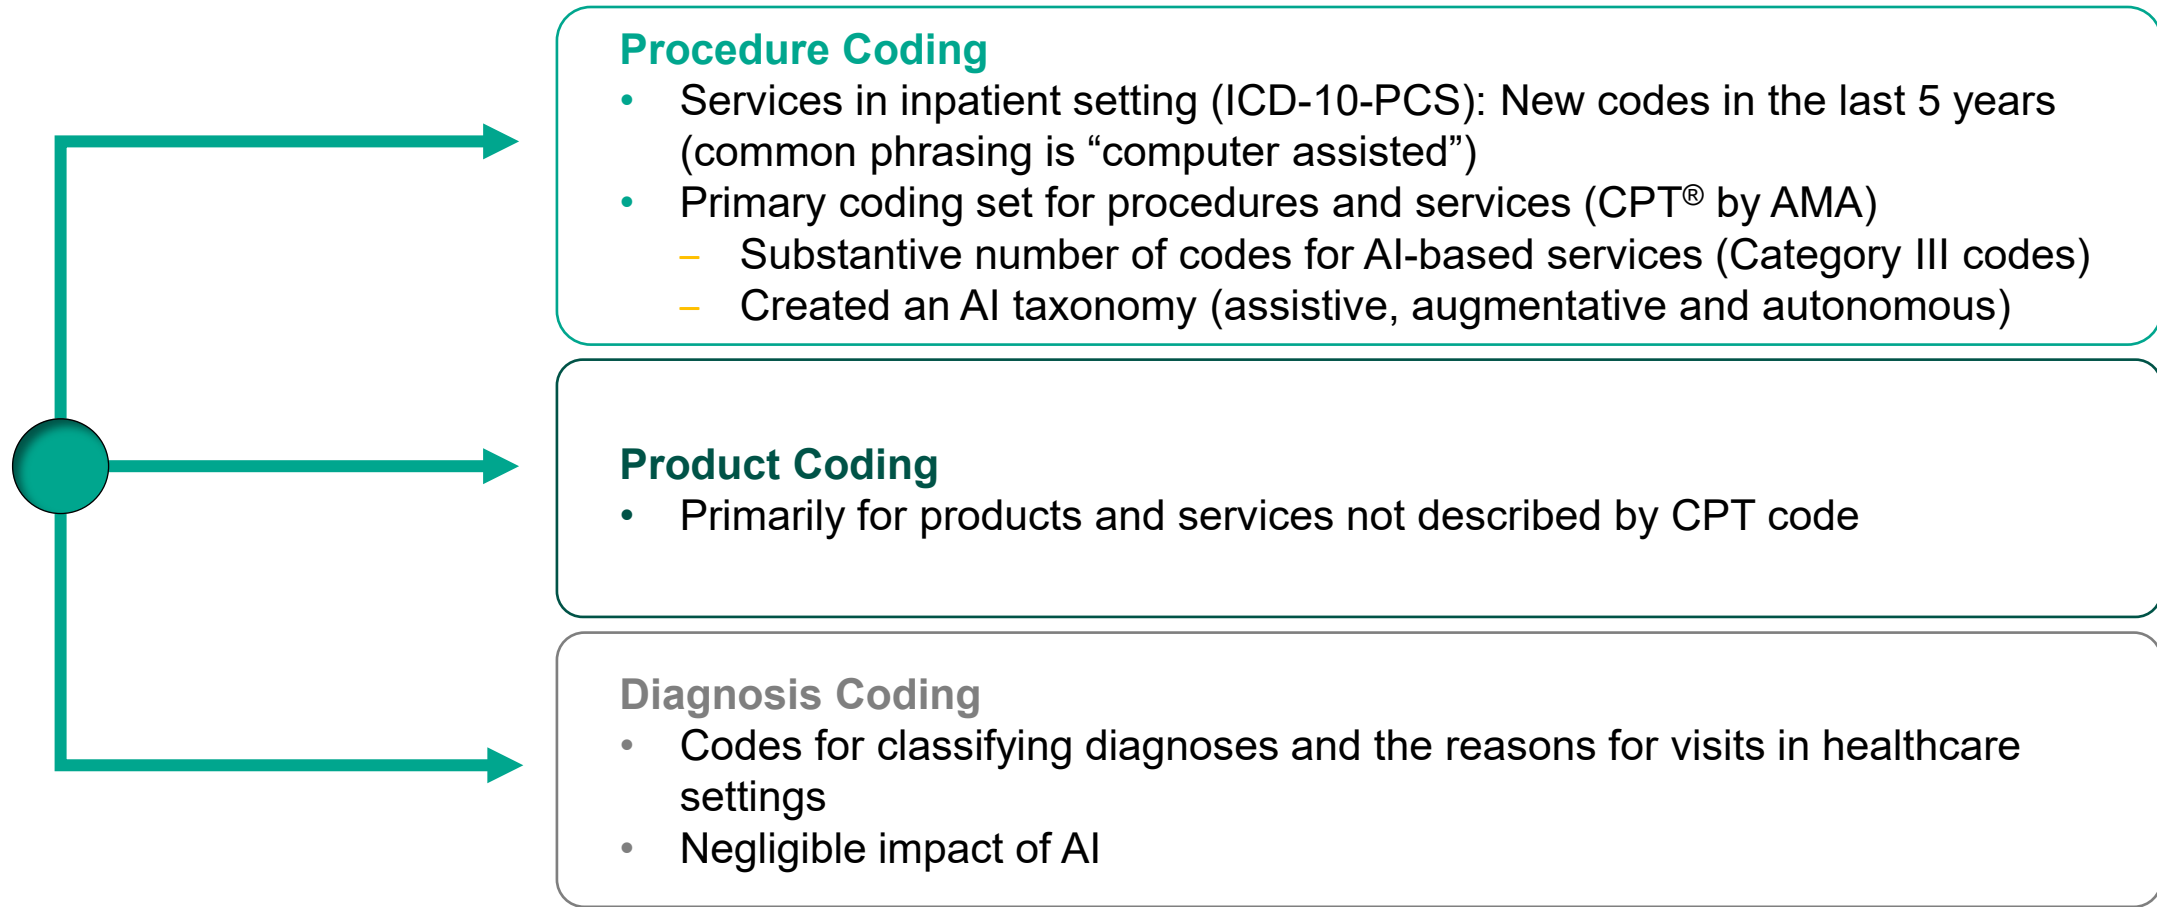 Procedure Coding
• Services in inpatient setting (ICD-10-PCS): New codes in the last 5 years
(common phrasing is “computer assisted”)
• Primary coding set for procedures and services (CPT® by AMA)
– Substantive number of codes for AI-based services (Category III codes)
– Created an AI taxonomy (assistive, augmentative and autonomous)
Product Coding
• Primarily for products and services not described by CPT code
Diagnosis Coding
• Codes for classifying diagnoses and the reasons for visits in healthcare
settings
• Negligible impact of AI